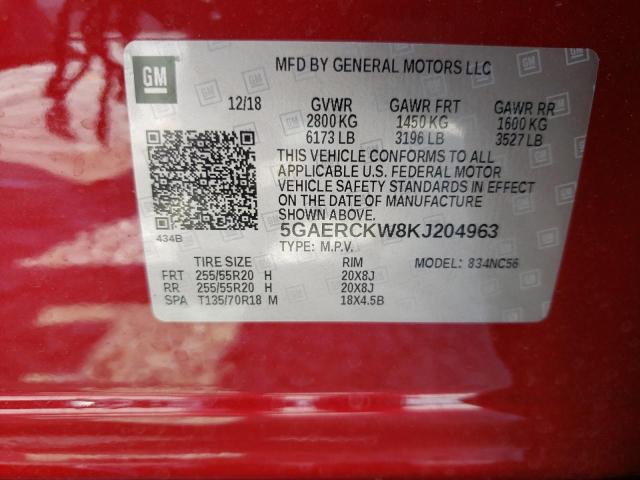 GM
MFD BY GENERAL MOTORS LLC
12/18 GVWR GAWR FRT GAWR RR
2800 KG 1450 KG 1600 KG
6173 LB 3196 LB 3527 LB
THIS VEHICLE CONFORMS TO ALL
APPLICABLE U.S. FEDERAL MOTOR
VEHICLE SAFETY STANDARDS IN EFFECT
ON THE DATE OF MANUFACTURE
SHOWN ABOVE.
434B
5GAERCKW8KJ204963
TYPE: M.P.V.
MODEL: 834NC56
TIRE SIZE RIM
FRT 255/55R20 H 20X8J
RR 255/55R20 H 20X8J
SPA T135/70R18 M 18X4.5B